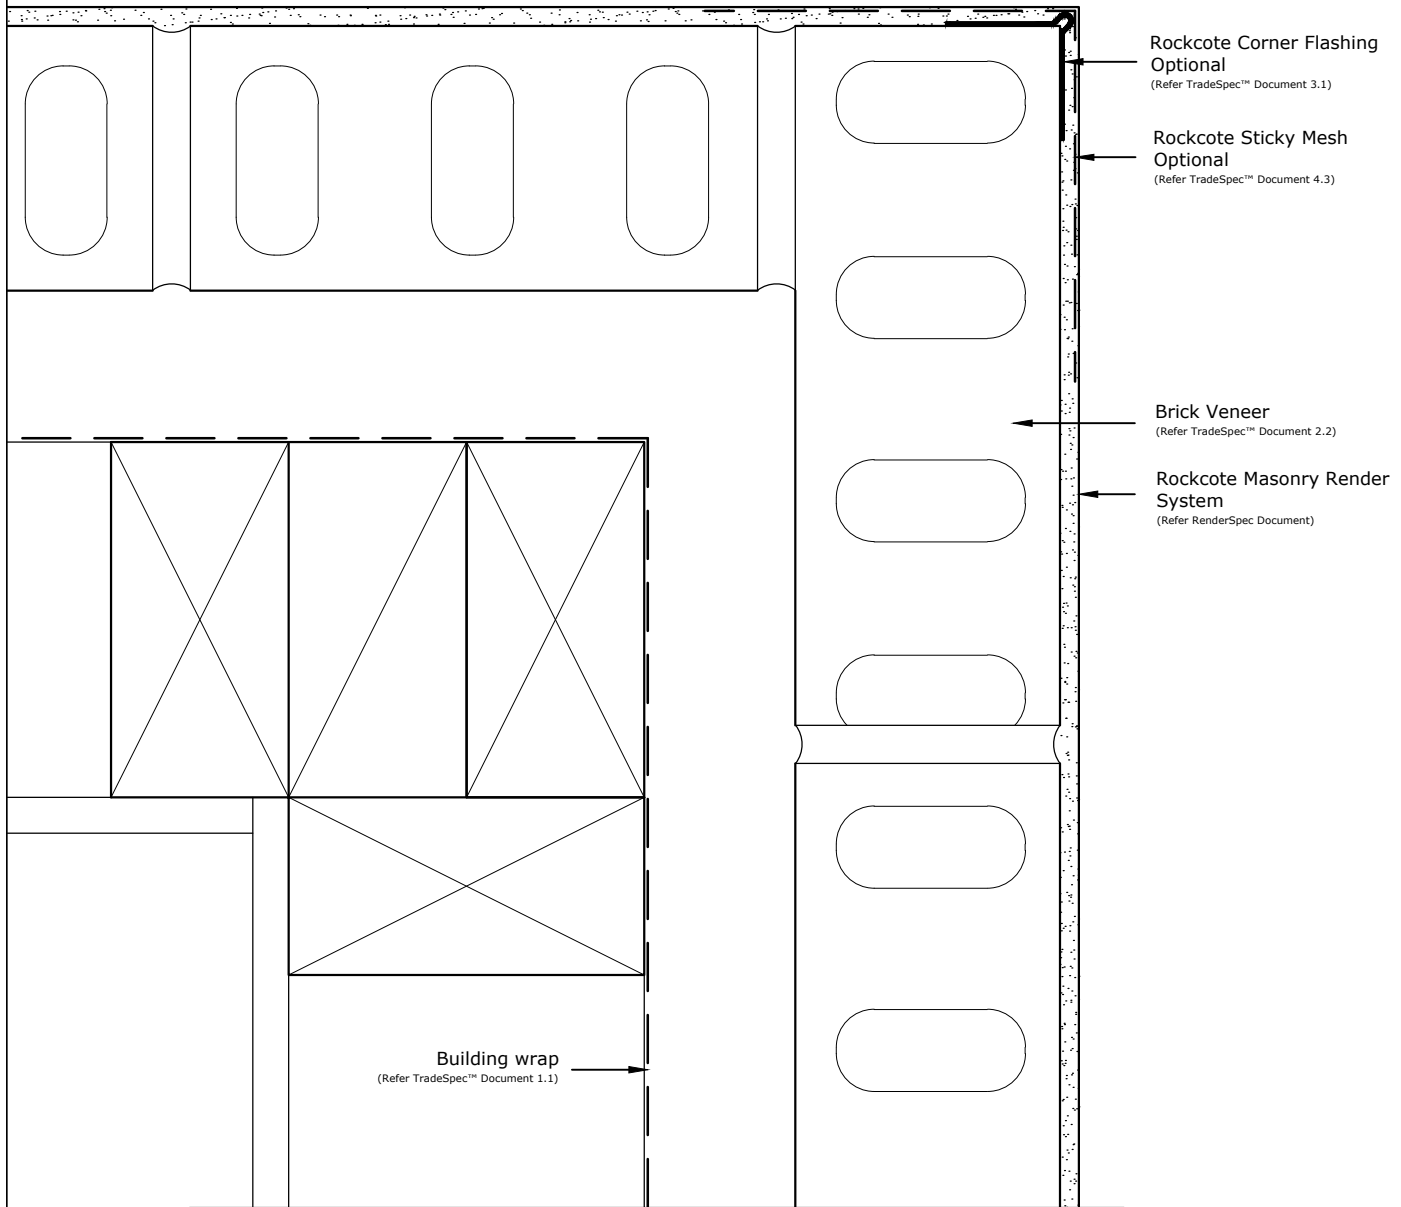 Rockcote Corner Flashing
Optional
(Refer TradeSpec™ Document 3.1)
Rockcote Sticky Mesh
Optional
(Refer TradeSpec™ Document 4.3)
Brick Veneer
(Refer TradeSpec™ Document 2.2)
Rockcote Masonry Render
System
(Refer RenderSpec Document)
Building wrap
(Refer TradeSpec™ Document 1.1)